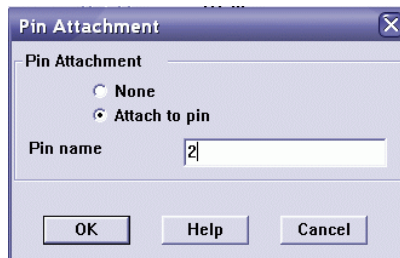 Pin Attachment
Pin Attachment
None
Attach to pin
Pin name 2
OK Help Cancel